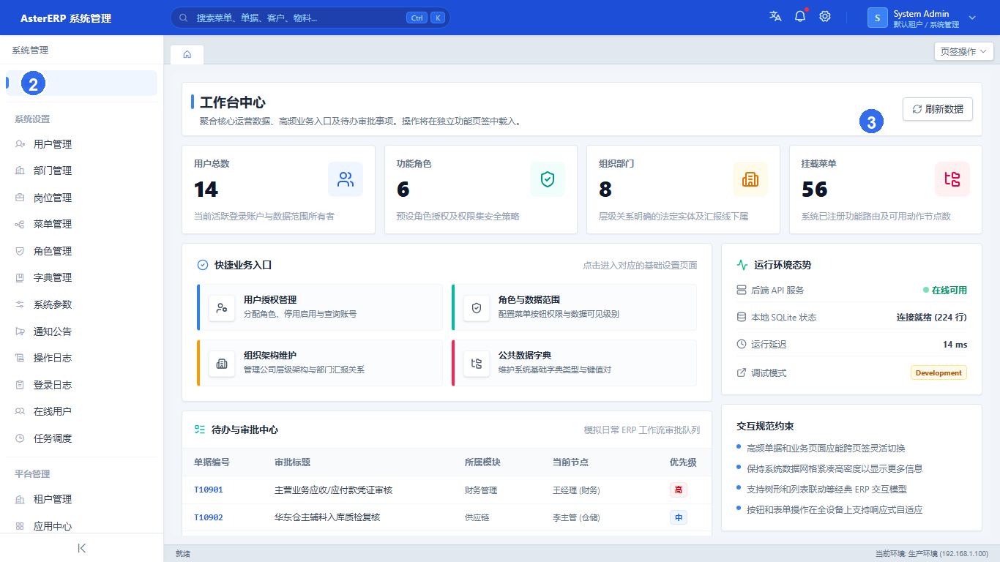 AsterERP 系统管理
搜索菜单、单据、客户、物料...
Ctrl
K
S
System Admin
默认租户 / 系统管理
系统管理
2
系统设置
用户管理
部门管理
岗位管理
菜单管理
角色管理
字典管理
系统参数
通知公告
操作日志
登录日志
在线用户
任务调度
平台管理
租户管理
应用中心
页签操作
工作台中心
聚合核心运营数据、高频业务入口及待办审批事项。操作将在独立功能页签中载入。
3
刷新数据
用户总数
14
当前活跃登录账户与数据范围所有者
功能角色
6
预设角色授权及权限集安全策略
组织部门
8
层级关系明确的法定实体及汇报线下属
挂载菜单
56
系统已注册功能路由及可用动作节点数
快捷业务入口
点击进入对应的基础设置页面
用户授权管理
分配角色、停用启用与查询账号
角色与数据范围
配置菜单按钮权限与数据可见级别
组织架构维护
管理公司层级架构与部门汇报关系
公共数据字典
维护系统基础字典类型与键值对
运行环境态势
后端 API 服务
在线可用
本地 SQLite 状态
连接就绪 (224 行)
运行延迟
14 ms
调试模式
Development
待办与审批中心
模拟日常 ERP 工作流审批队列
单据编号 审批标题 所属模块 当前节点 优先级
T10901 主营业务应收/应付款凭证审核 财务管理 王经理 (财务) 高
T10902 华东仓主辅料入库质检复核 供应链 李主管 (仓储) 中
交互规范约束
高频单据和业务页面应能跨页签灵活切换
保持系统数据网格紧凑高密度以显示更多信息
支持树形和列表联动等经典 ERP 交互模型
按钮和表单操作在全设备上支持响应式自适应
就绪
当前环境: 生产环境 (192.168.1.100)